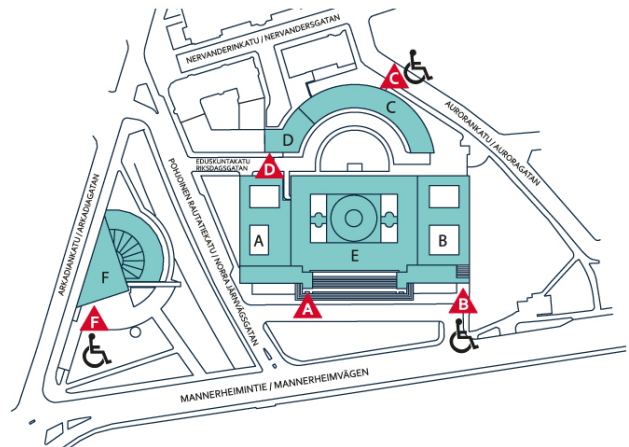 NERVANDERINKATU / NERVANDERSGATAN
C
C
AURORANKATU / AURORAGATAN
D
EDUSKUNTAKATU
RIKSDAGSGATAN
D
POHJOINEN RAUTATIEKATU / NORRA JÄRNVÄGSGATAN
ARKADIANKATU / ARKADIAGATAN
A
E
B
F
A
B
F
MANNERHEIMINTIE / MANNERHEIMVÄGEN